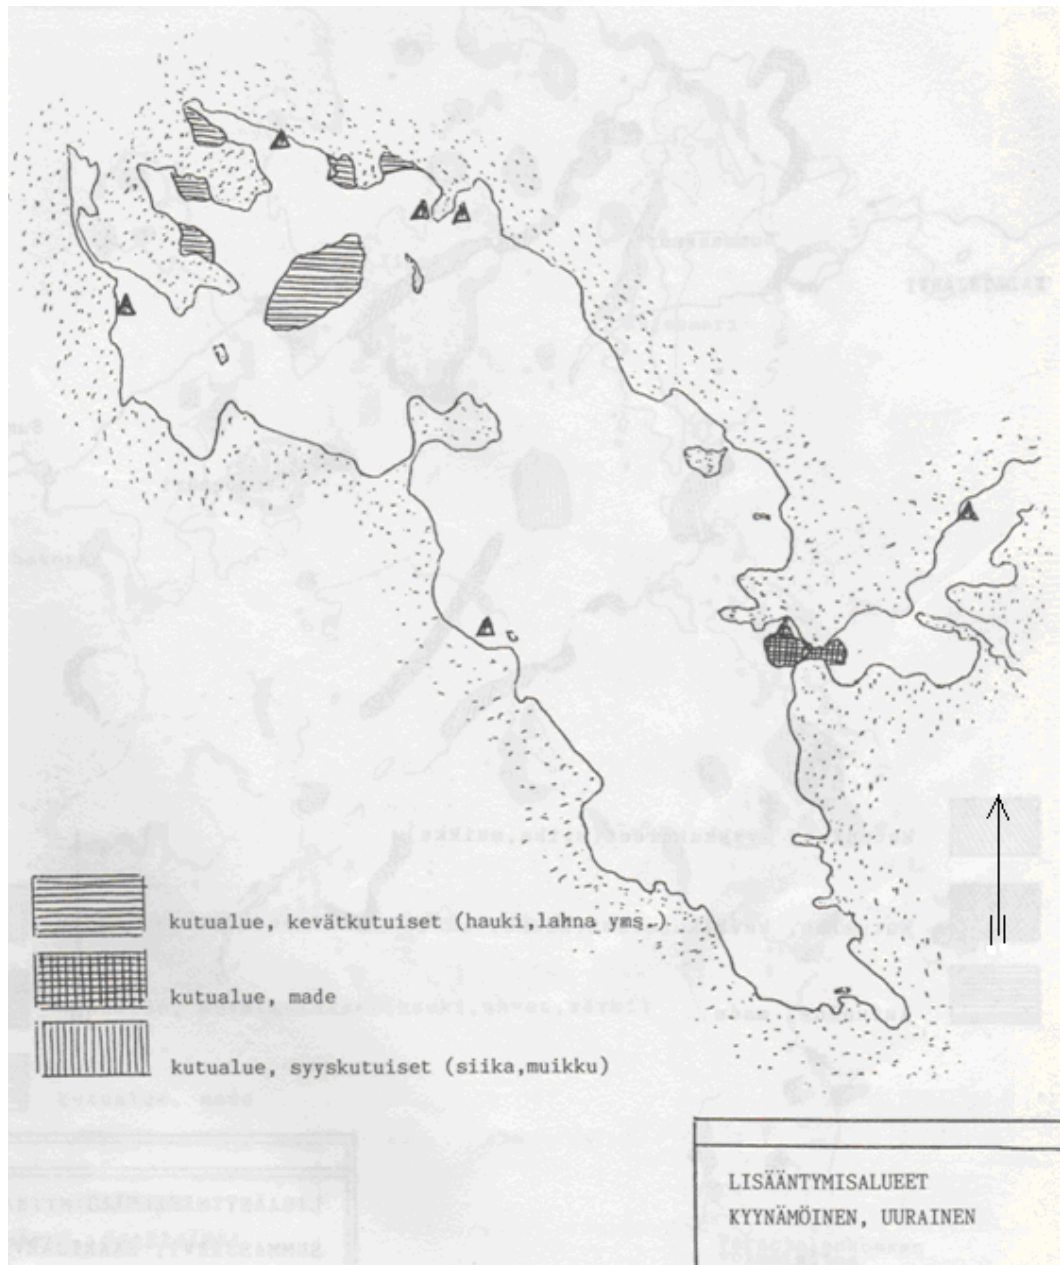 kutualue, kevätkutuiset (hauki,lahna yms.)
kutualue, made
kutualue, syyskutuiset (siika,muikku)
LISÄÄNTYMISALUEET
KYYNÄMÖINEN, UURAINEN